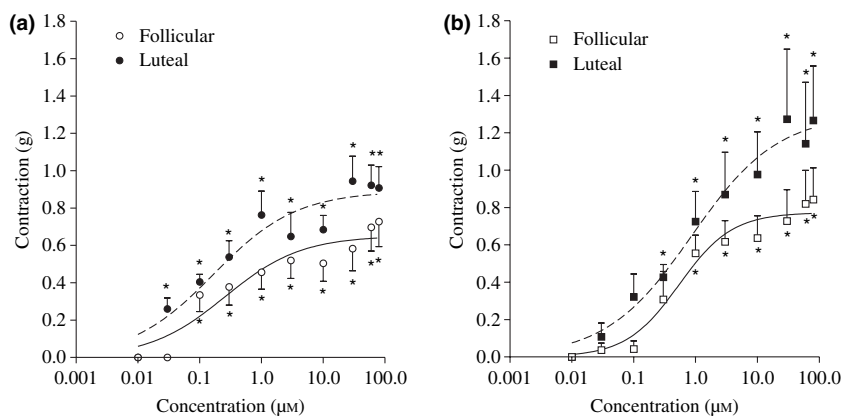 (a)
Follicular
Luteal
Contraction (g)
1.8
1.6
1.4
1.2
1.0
0.8
0.6
0.4
0.2
0.0
0.001 0.01 0.1 1.0 10.0 100.0
Concentration (μM)
(b)
Follicular
Luteal
Contraction (g)
1.8
1.6
1.4
1.2
1.0
0.8
0.6
0.4
0.2
0.0
0.001 0.01 0.1 1.0 10.0 100.0
Concentration (μM)